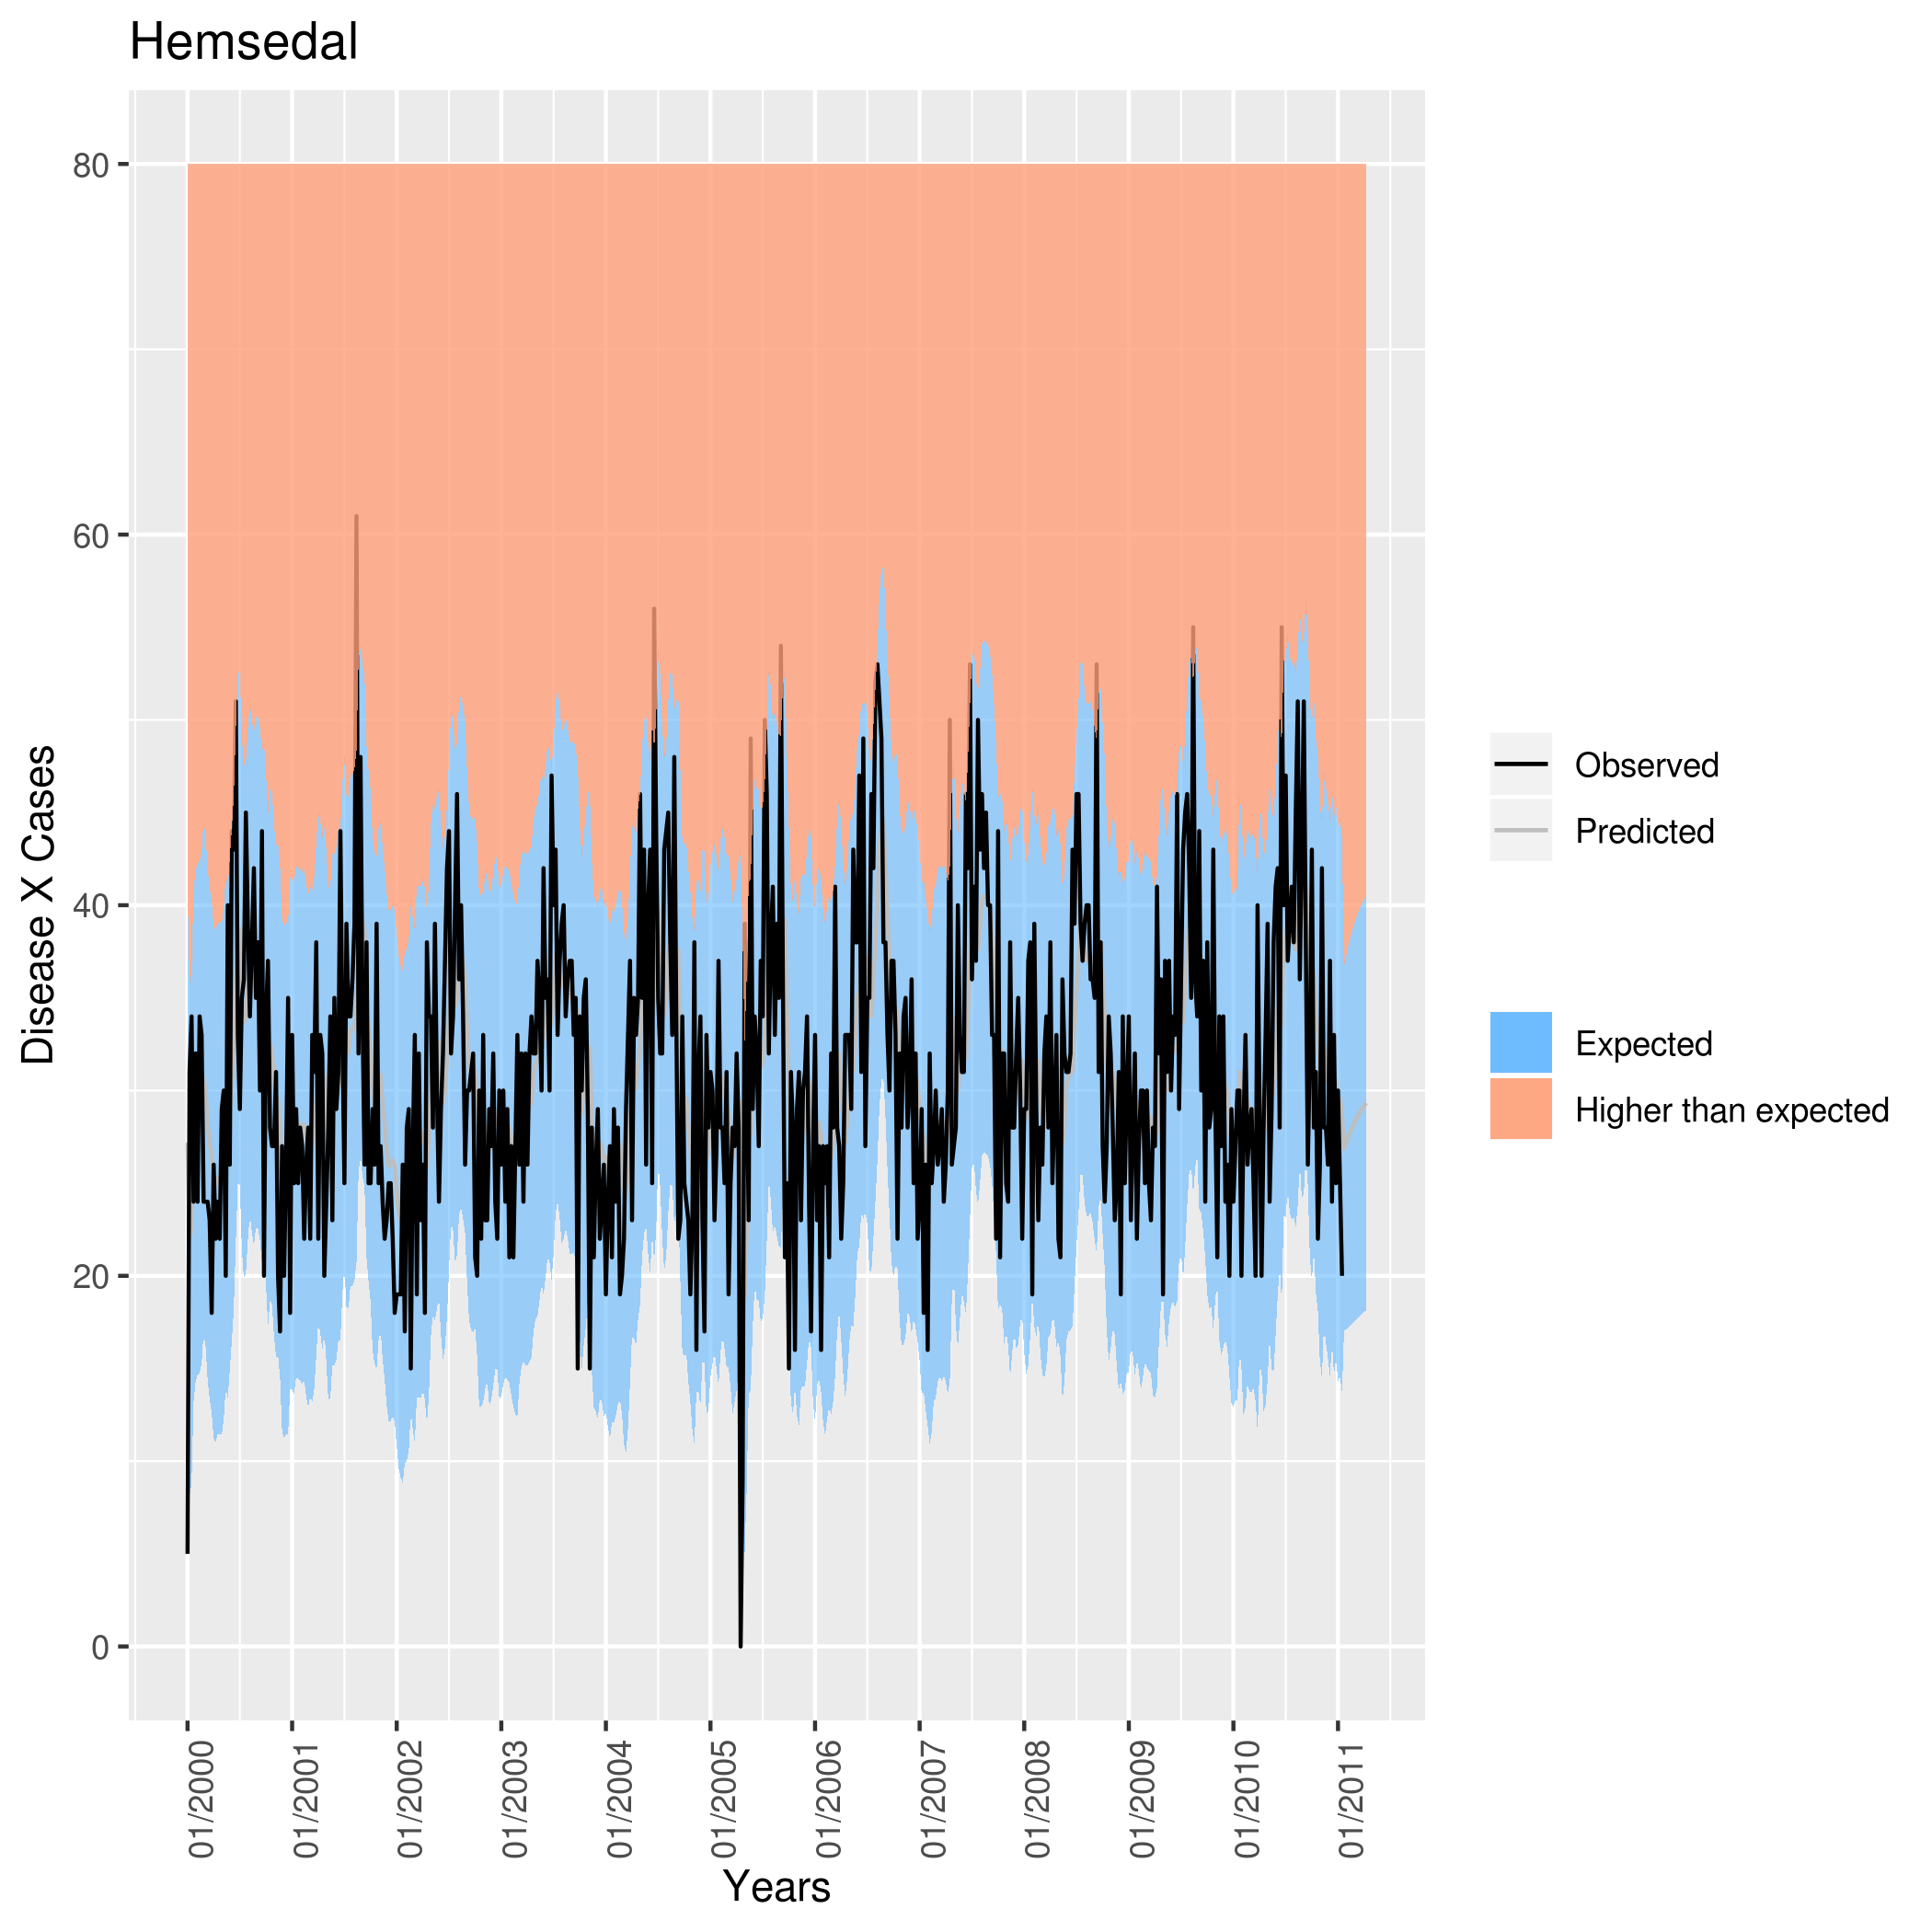 Hemsedal
Disease X Cases
80
60
40
20
0
01/2000
01/2001
01/2002
01/2003
01/2004
01/2005
01/2006
01/2007
01/2008
01/2009
01/2010
01/2011
Years
Observed
Predicted
Expected
Higher than expected